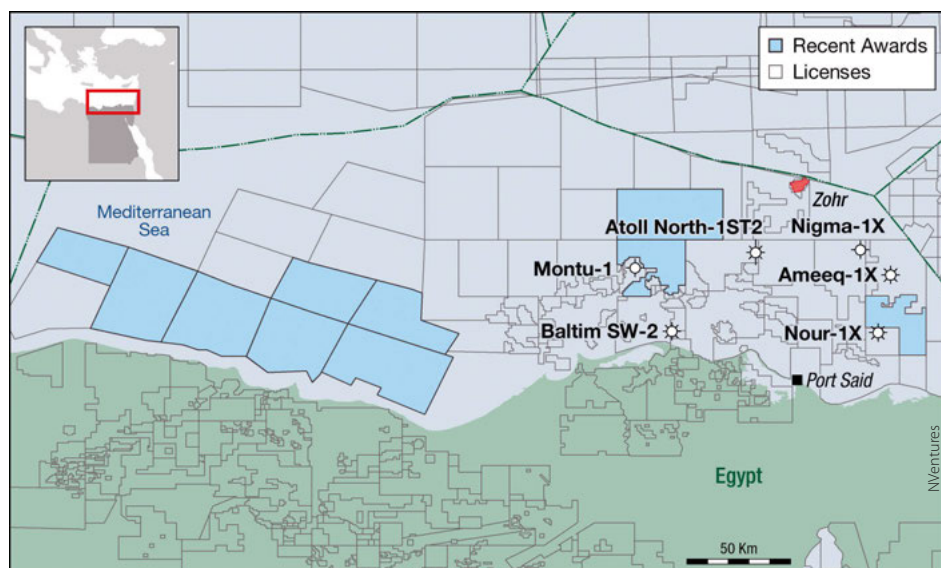 Recent Awards
Licenses
Mediterranean
Sea
Zohr
Atoll North-1ST2
Nigma-1X
Montu-1
Ameeq-1X
Baltim SW-2
Nour-1X
Port Said
Egypt
50 Km
NVentures